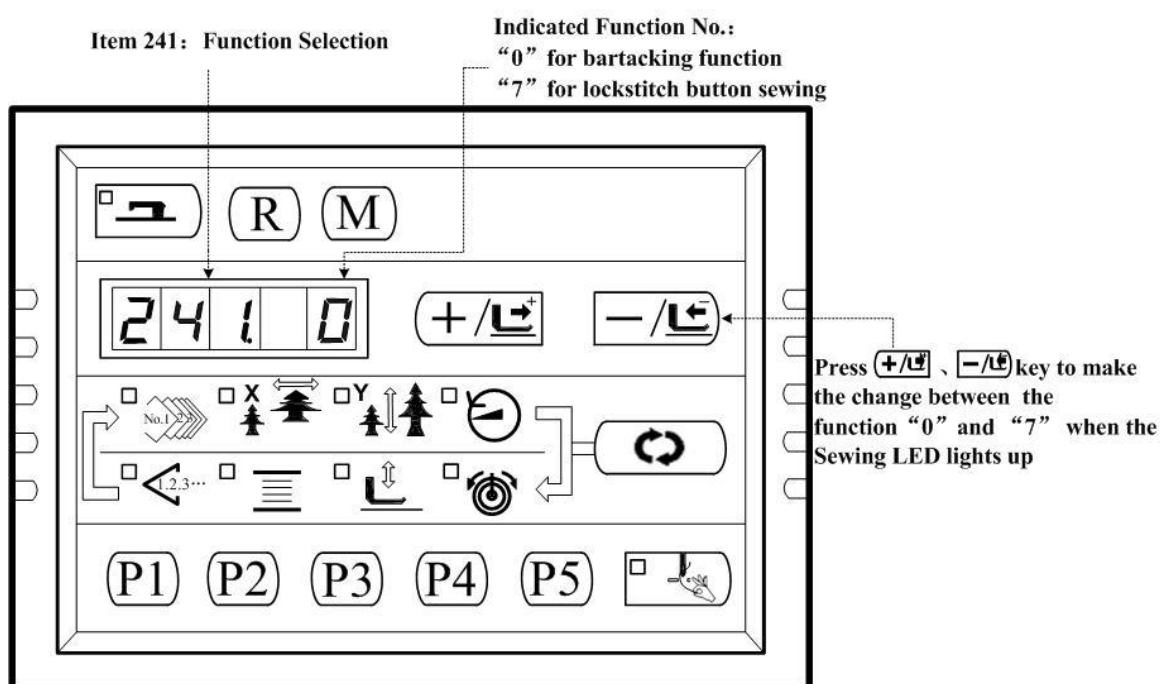 Item 241：Function Selection
Indicated Function No.：
“0” for bartacking function
“7” for lockstitch button sewing
R M
241. 0
+/ + −/ −
Press +/ 、 −/ key to make
the change between the
function “0” and “7” when the
Sewing LED lights up
No.1 2 3 X Y
1.2.3…
P1 P2 P3 P4 P5